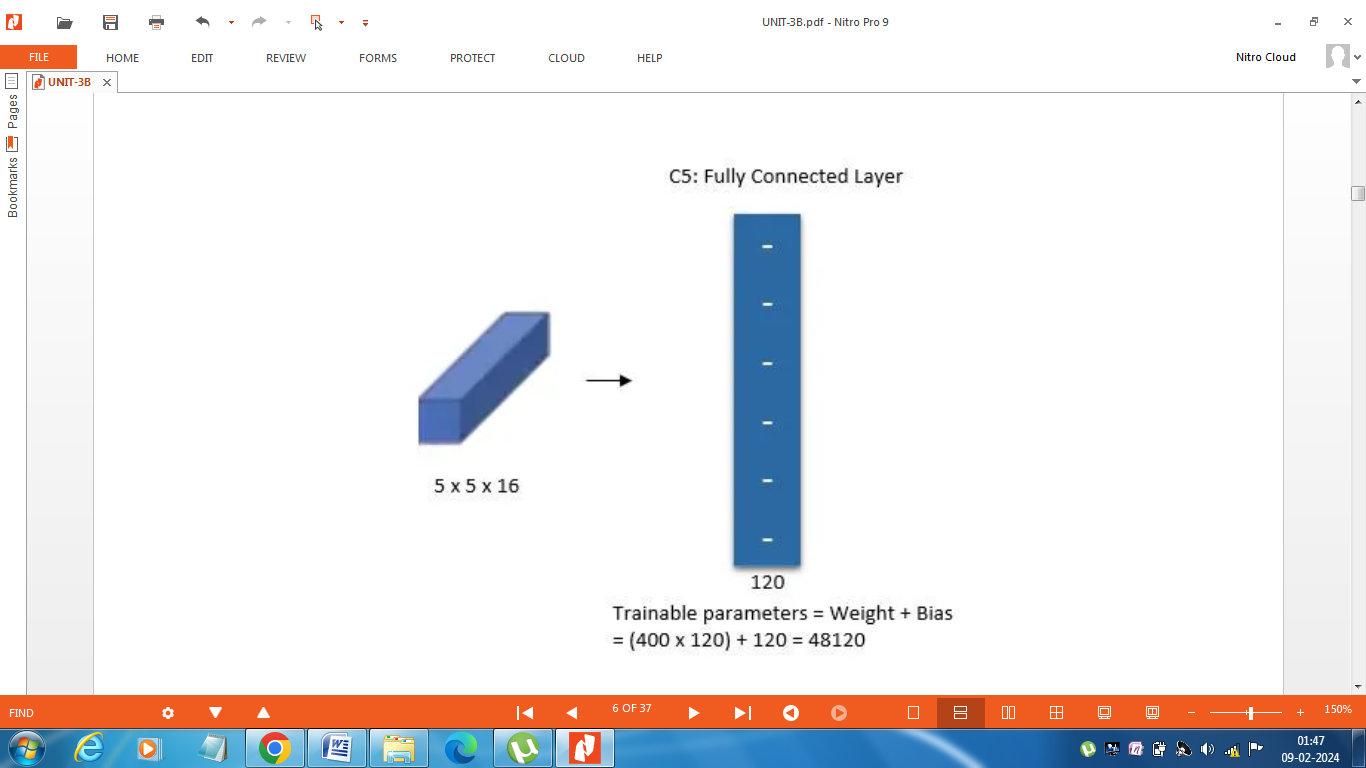 UNIT-3B.pdf - Nitro Pro 9
FILE
HOME
EDIT
REVIEW
FORMS
PROTECT
CLOUD
HELP
Nitro Cloud
UNIT-3B
Pages
Bookmarks
C5: Fully Connected Layer
5 x 5 x 16
120
Trainable parameters = Weight + Bias
= (400 x 120) + 120 = 48120
FIND
6 OF 37
150%
01:47
09-02-2024